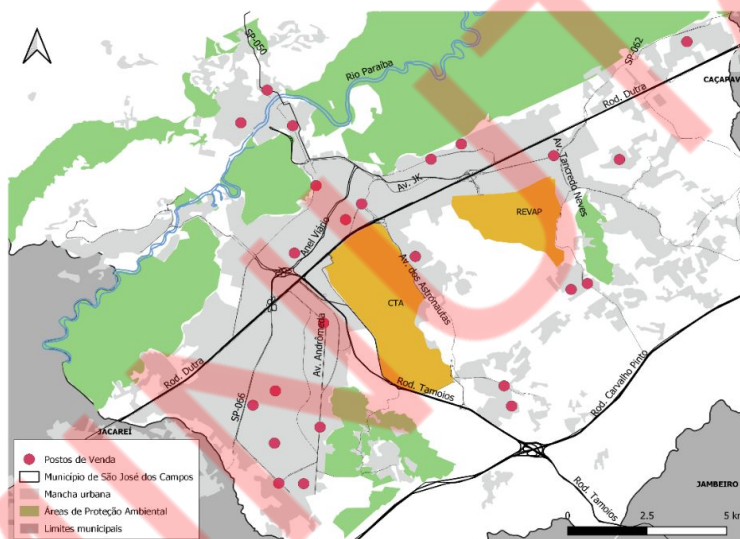 SP-050
SP-062
Rio Paraíba
CAÇAPAV
Rod. Dutra
Av. Tancredo Neves
Av. JK
REVAP
Anel Viário
Av. dos Astronautas
CTA
Av. Andrômeda
Rod. Dutra
Rod. Tamoios
Rod. Carvalho Pinto
SP-066
JACAREÍ
Postos de Venda
Município de São José dos Campos
Mancha urbana
Áreas de Proteção Ambiental
Limites municipais
Rod. Tamoios
JAMBEIRO
0 2.5 5 k